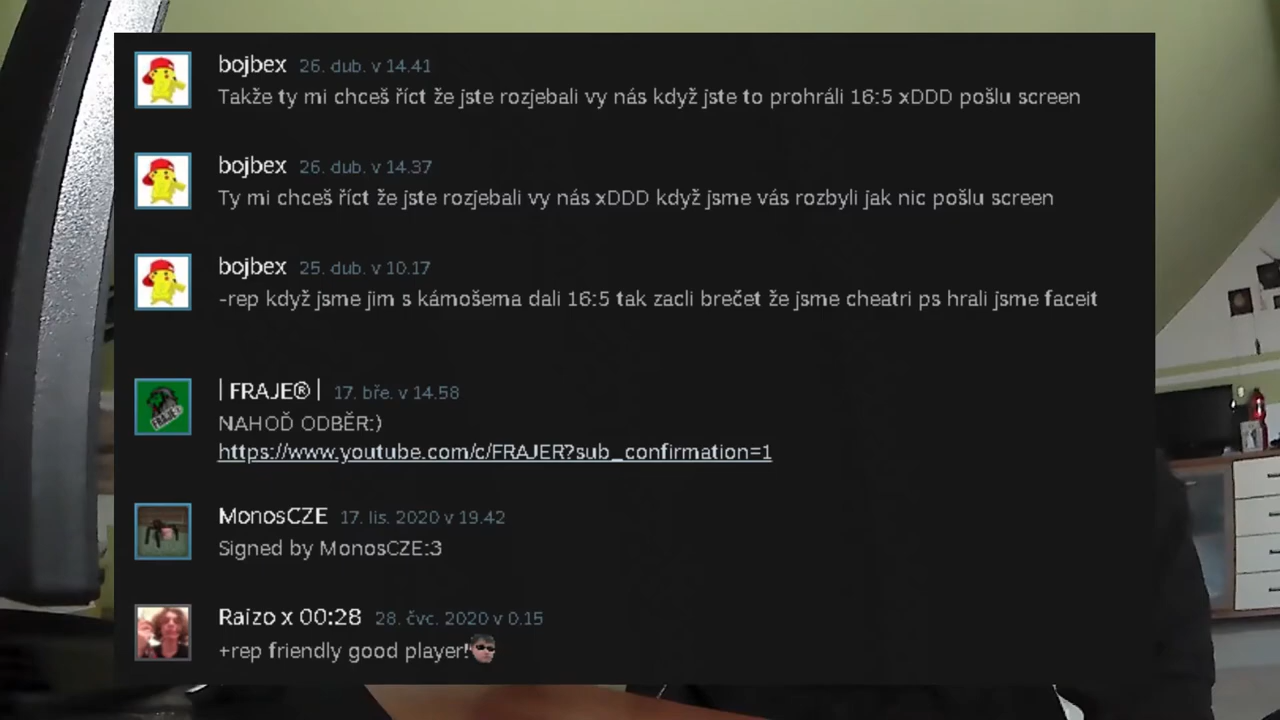 bojbex 26. dub. v 14.41
Takže ty mi chceš říct že jste rozjebali vy nás když jste to prohráli 16:5 xDDD pošlu screen
bojbex 26. dub. v 14.37
Ty mi chceš říct že jste rozjebali vy nás xDDD když jsme vás rozbyli jak nic pošlu screen
bojbex 25. dub. v 10.17
-rep když jsme jim s kámošema dali 16:5 tak zacli brečet že jsme cheatri ps hrali jsme faceit
| FRAJE® | 17. bře. v 14.58
NAHOĎ ODBĚR:)
https://www.youtube.com/c/FRAJER?sub_confirmation=1
MonosCZE 17. lis. 2020 v 19.42
Signed by MonosCZE:3
Raizo x 00:28 28. čvc. 2020 v 0.15
+rep friendly good player!